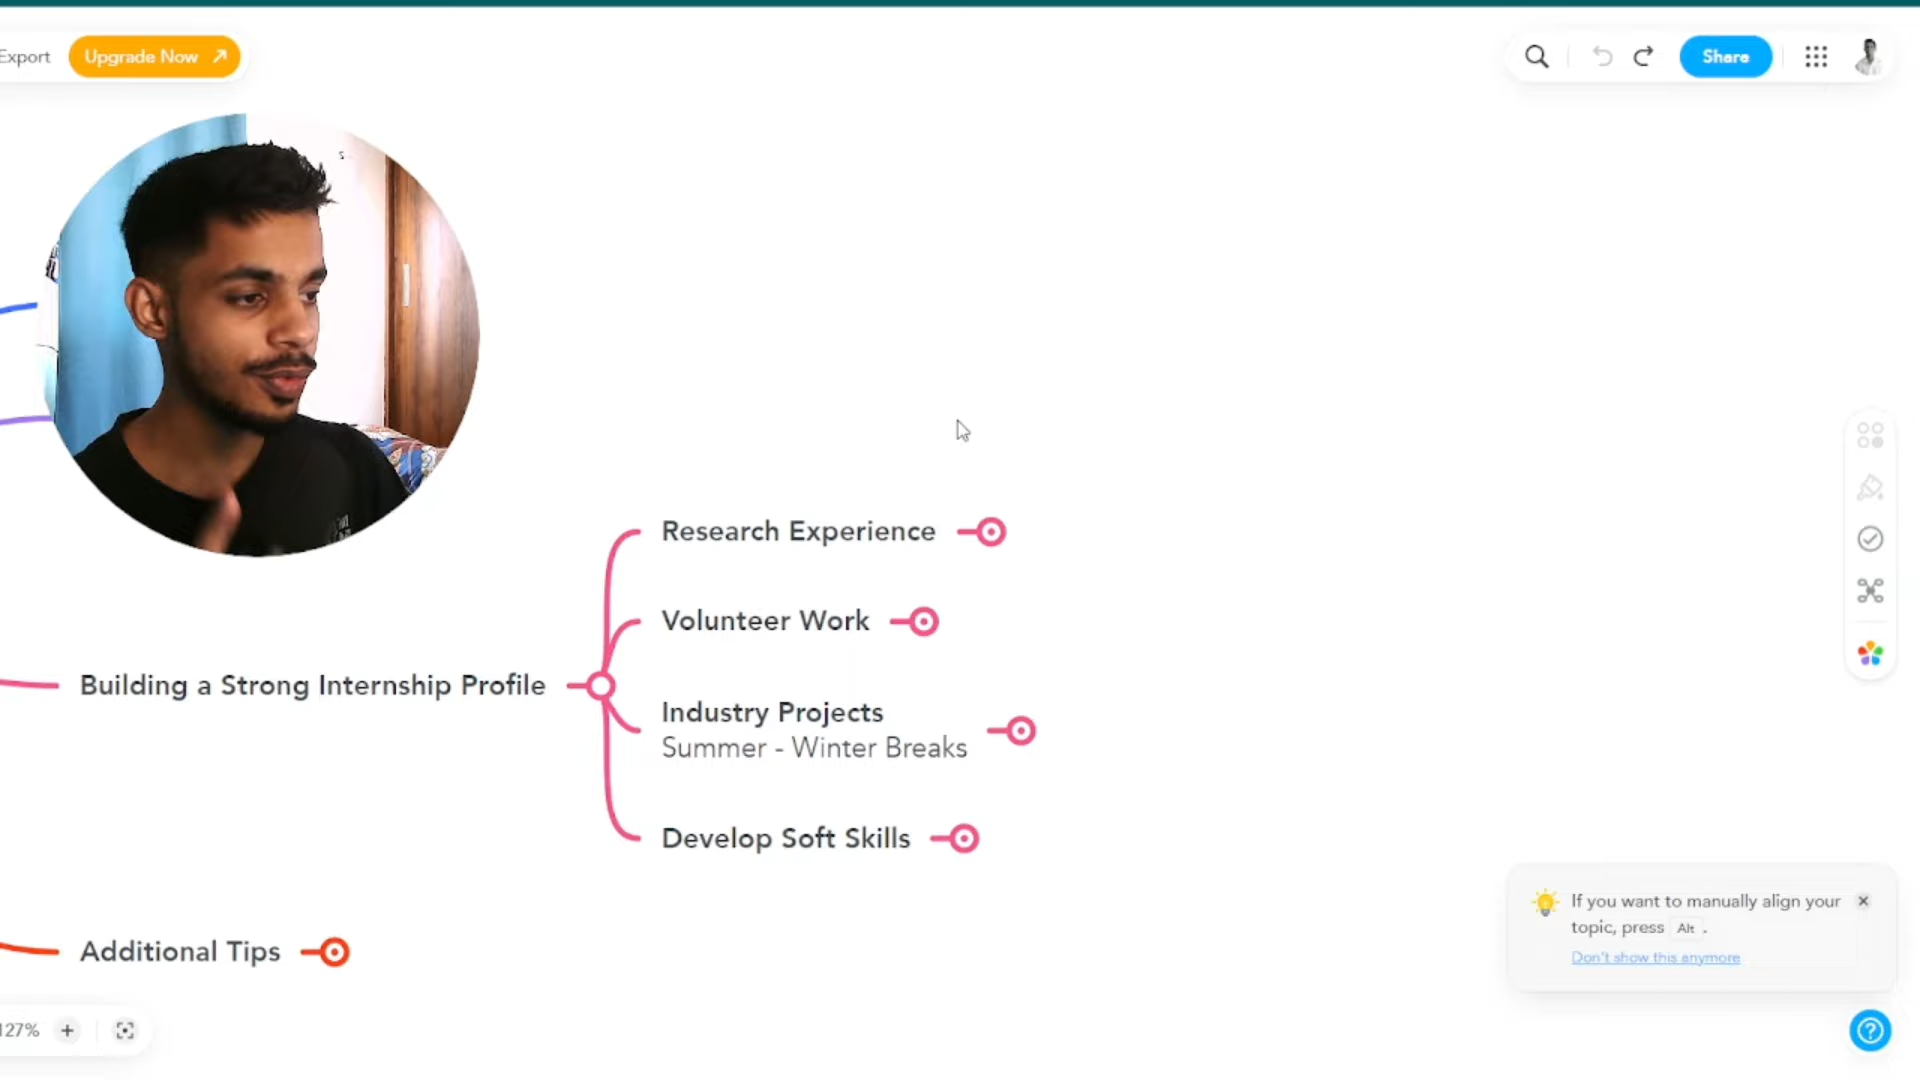 Export
Upgrade Now
Share
Research Experience
Volunteer Work
Building a Strong Internship Profile
Industry Projects
Summer - Winter Breaks
Develop Soft Skills
Additional Tips
If you want to manually align your
topic, press Alt .
Don't show this anymore
127%